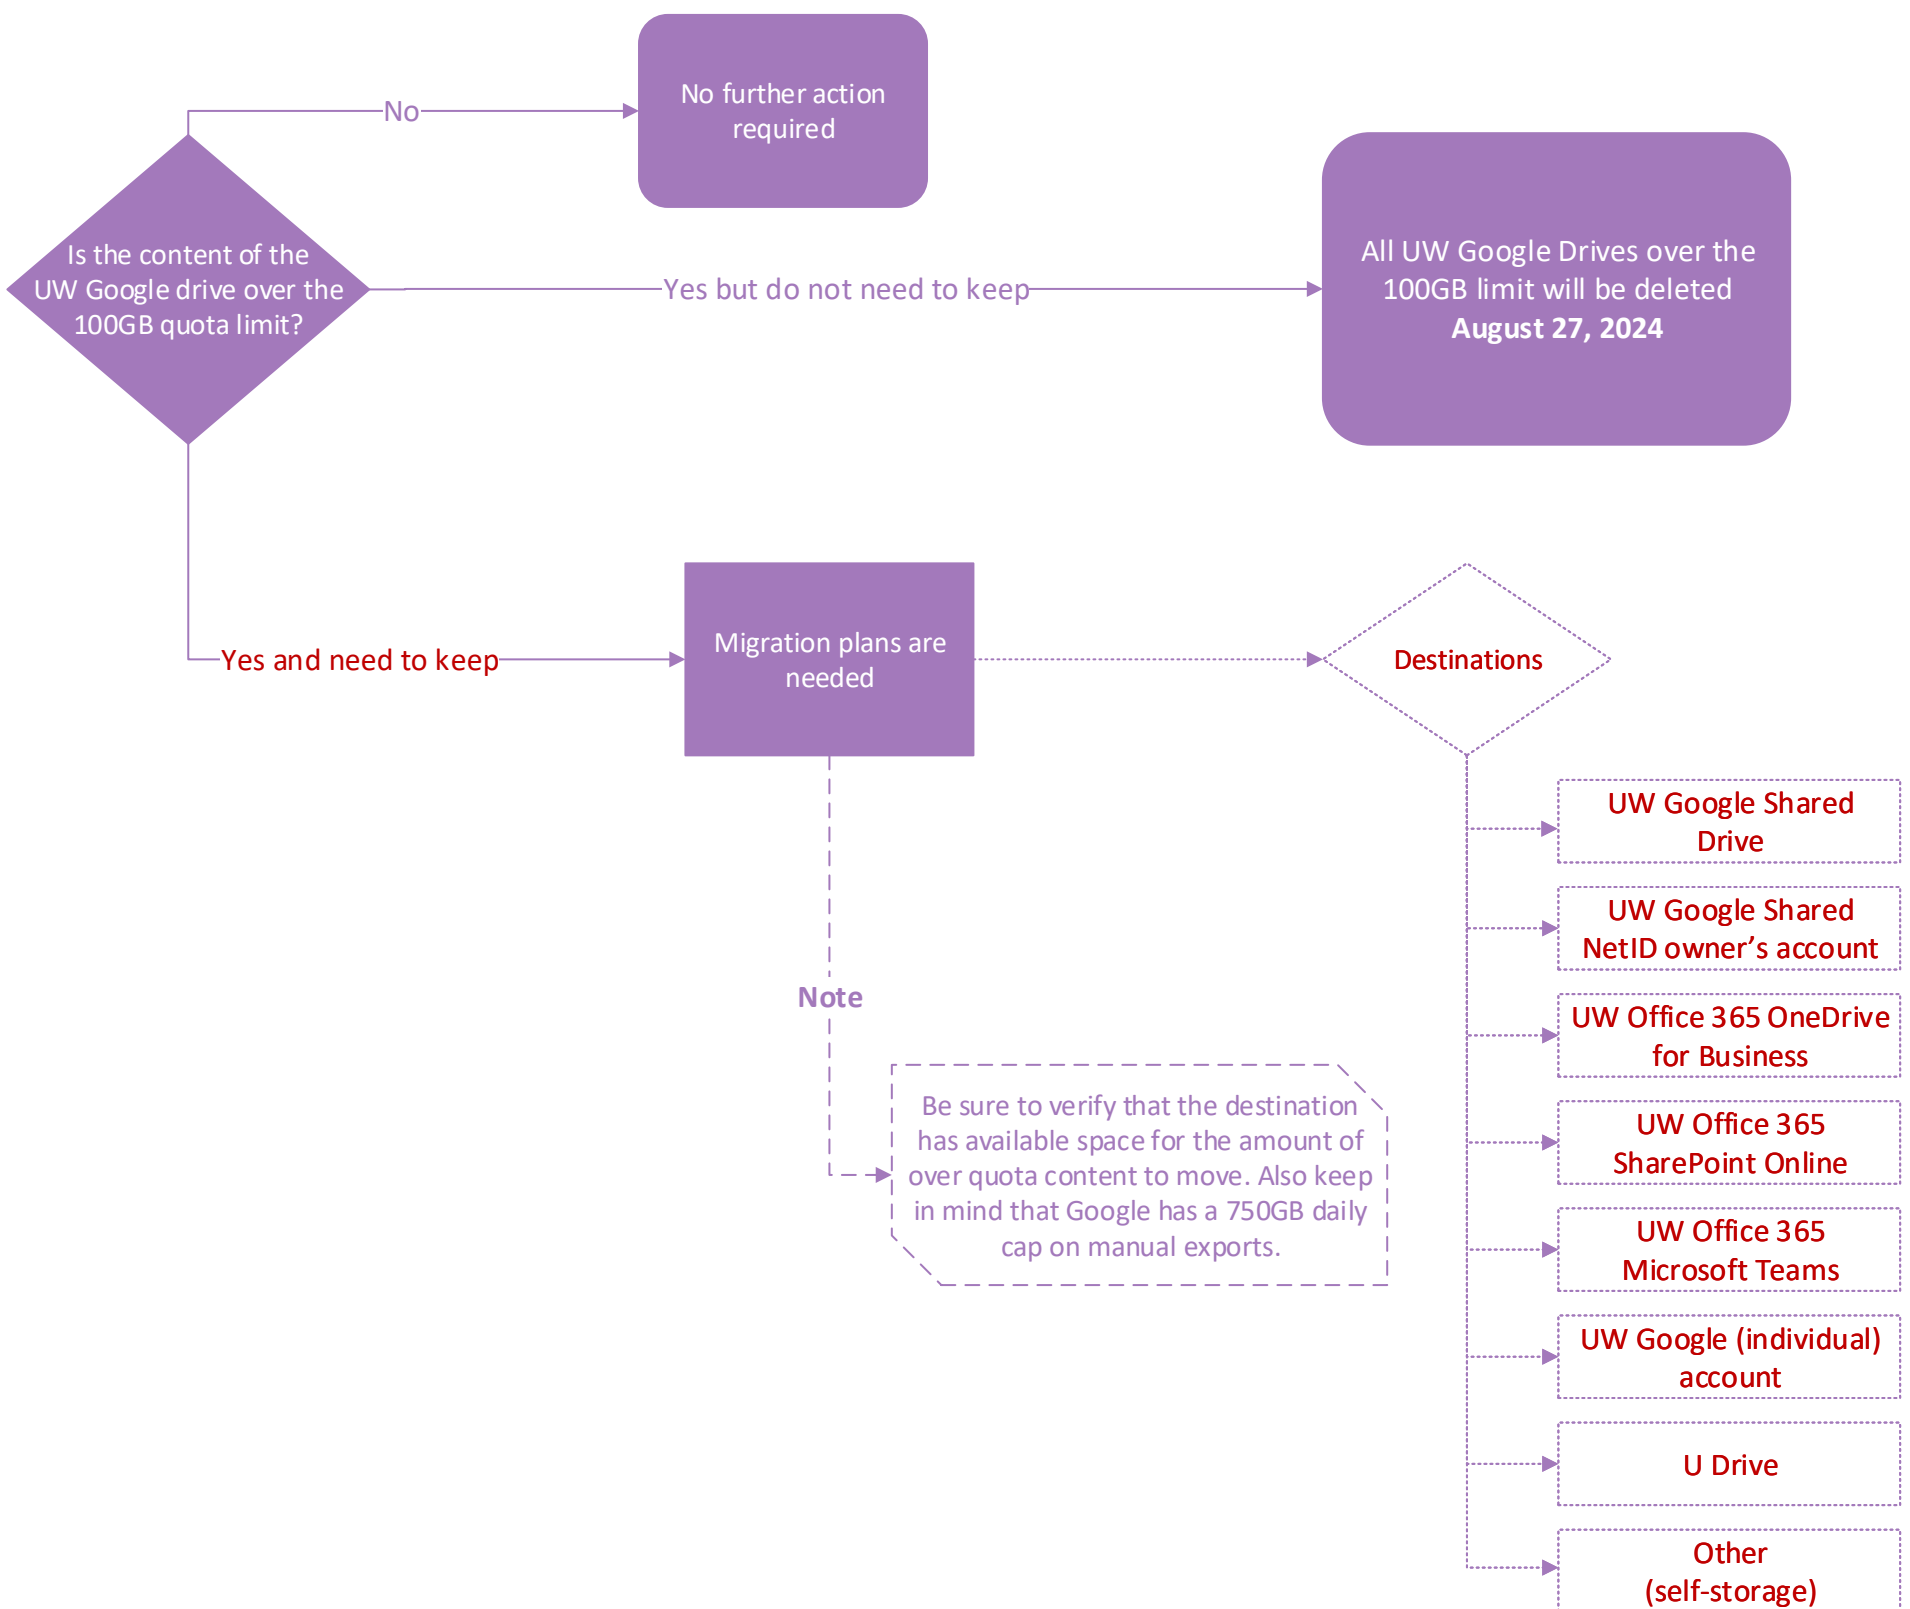 No further action
required
No
Is the content of the
UW Google drive over the
100GB quota limit?
Yes but do not need to keep
All UW Google Drives over the
100GB limit will be deleted
August 27, 2024
Yes and need to keep
Migration plans are
needed
Destinations
UW Google Shared
Drive
UW Google Shared
NetID owner’s account
UW Office 365 OneDrive
for Business
UW Office 365
SharePoint Online
UW Office 365
Microsoft Teams
UW Google (individual)
account
U Drive
Other
(self-storage)
Note
Be sure to verify that the destination
has available space for the amount of
over quota content to move. Also keep
in mind that Google has a 750GB daily
cap on manual exports.